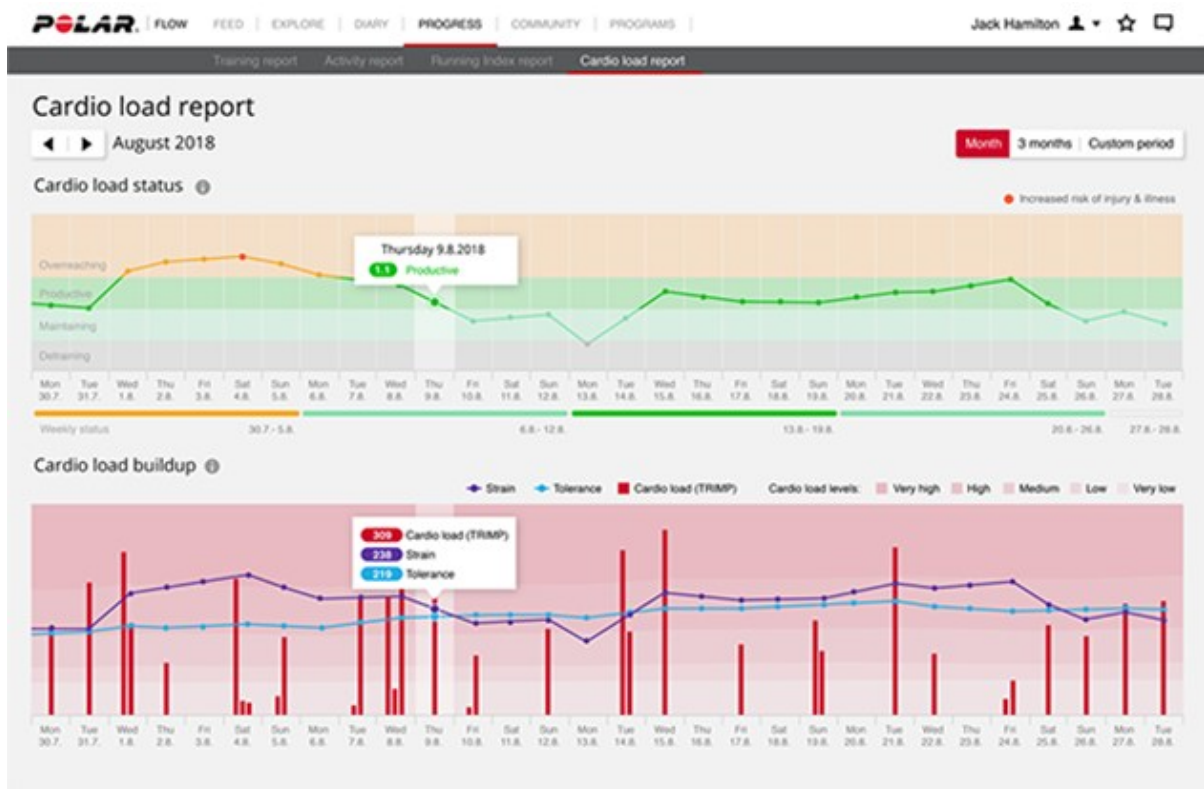 POLAR. FLOW FEED EXPLORE DIARY PROGRESS COMMUNITY PROGRAMS Jack Hamilton
Training report Activity report Running Index report Cardio load report
Cardio load report
August 2018 Month 3 months Custom period
Cardio load status
Increased risk of injury & illness
Thursday 9.8.2018
1.1 Productive
Overreaching
Productive
Maintaining
Detraining
Mon Tue Wed Thu Fri Sat Sun Mon Tue Wed Thu Fri Sat Sun Mon Tue Wed Thu Fri Sat Sun Mon Tue Wed Thu Fri Sat Sun Mon Tue
30.7. 31.7. 1.8. 2.8. 3.8. 4.8. 5.8. 6.8. 7.8. 8.8. 9.8. 10.8. 11.8. 12.8. 13.8. 14.8. 15.8. 16.8. 17.8. 18.8. 19.8. 20.8. 21.8. 22.8. 23.8. 24.8. 25.8. 26.8. 27.8. 28.8.
Weekly status 30.7 - 5.8. 6.8.- 12.8. 13.8 - 19.8. 20.6.- 26.8. 27.8 - 28.8.
Cardio load buildup
Strain Tolerance Cardio load (TRIMP) Cardio load levels: Very high High Medium Low Very low
309 Cardio load (TRIMP)
238 Strain
219 Tolerance
Mon Tue Wed Thu Fri Sat Sun Mon Tue Wed Thu Fri Sat Sun Mon Tue Wed Thu Fri Sat Sun Mon Tue Wed Thu Fri Sat Sun Mon Tue
30.7. 31.7. 1.8. 2.8. 3.8. 4.8. 5.8. 6.8. 7.8. 8.8. 9.8. 10.8. 11.8. 12.8. 13.8. 14.8. 15.8. 16.8. 17.8. 18.8. 19.8. 20.8. 21.8. 22.8. 23.8. 24.8. 25.8. 26.8. 27.8. 28.8.